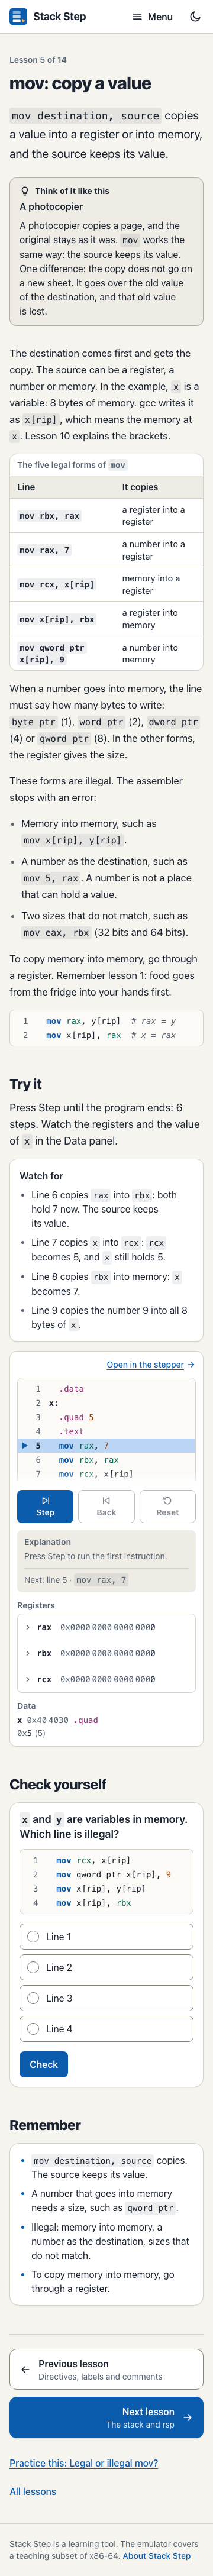 Stack Step
Menu
Lesson 5 of 14
mov: copy a value
mov destination, source copies
a value into a register or into memory,
and the source keeps its value.
Think of it like this
A photocopier
A photocopier copies a page, and the
original stays as it was. mov works the
same way: the source keeps its value.
One difference: the copy does not go on
a new sheet. It goes over the old value
of the destination, and that old value
is lost.
The destination comes first and gets the
copy. The source can be a register, a
number or memory. In the example, x is a
variable: 8 bytes of memory. gcc writes it
as x[rip], which means the memory at
x. Lesson 10 explains the brackets.
The five legal forms of mov
Line
It copies
mov rbx, rax
a register into a
register
mov rax, 7
a number into a
register
mov rcx, x[rip]
memory into a
register
mov x[rip], rbx
a register into
memory
mov qword ptr
x[rip], 9
a number into
memory
When a number goes into memory, the line
must say how many bytes to write:
byte ptr (1), word ptr (2), dword ptr
(4) or qword ptr (8). In the other forms,
the register gives the size.
These forms are illegal. The assembler
stops with an error:
• Memory into memory, such as
mov x[rip], y[rip].
• A number as the destination, such as
mov 5, rax. A number is not a place
that can hold a value.
• Two sizes that do not match, such as
mov eax, rbx (32 bits and 64 bits).
To copy memory into memory, go through
a register. Remember lesson 1: food goes
from the fridge into your hands first.
1 mov rax, y[rip] # rax = y
2 mov x[rip], rax # x = rax
Try it
Press Step until the program ends: 6
steps. Watch the registers and the value
of x in the Data panel.
Watch for
• Line 6 copies rax into rbx: both
hold 7 now. The source keeps
its value.
• Line 7 copies x into rcx: rcx
becomes 5, and x still holds 5.
• Line 8 copies rbx into memory: x
becomes 7.
• Line 9 copies the number 9 into all 8
bytes of x.
Open in the stepper →
1 .data
2 x:
3 .quad 5
4 .text
5 mov rax, 7
6 mov rbx, rax
7 mov rcx, x[rip]
Step
Back
Reset
Explanation
Press Step to run the first instruction.
Next: line 5 · mov rax, 7
Registers
rax 0x0000 0000 0000 0000
rbx 0x0000 0000 0000 0000
rcx 0x0000 0000 0000 0000
Data
x 0x40 4030 .quad
0x5 (5)
Check yourself
x and y are variables in memory.
Which line is illegal?
1 mov rcx, x[rip]
2 mov qword ptr x[rip], 9
3 mov x[rip], y[rip]
4 mov x[rip], rbx
Line 1
Line 2
Line 3
Line 4
Check
Remember
• mov destination, source copies.
The source keeps its value.
• A number that goes into memory
needs a size, such as qword ptr.
• Illegal: memory into memory, a
number as the destination, sizes that
do not match.
• To copy memory into memory, go
through a register.
Previous lesson
Directives, labels and comments
Next lesson
The stack and rsp
Practice this: Legal or illegal mov?
All lessons
Stack Step is a learning tool. The emulator covers
a teaching subset of x86-64. About Stack Step